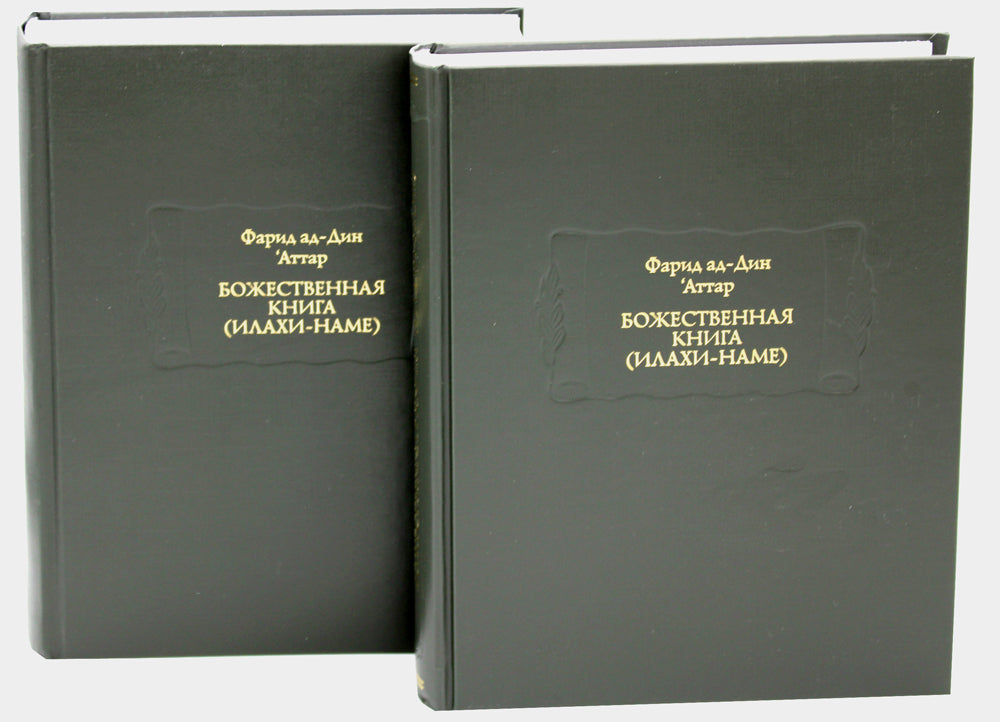 Фарид ад-Дин
‘Аттар
БОЖЕСТВЕННАЯ
КНИГА
(ИЛАХИ-НАМЕ)
Фарид ад-Дин
‘Аттар
БОЖЕСТВЕННАЯ
КНИГА
(ИЛАХИ-НАМЕ)